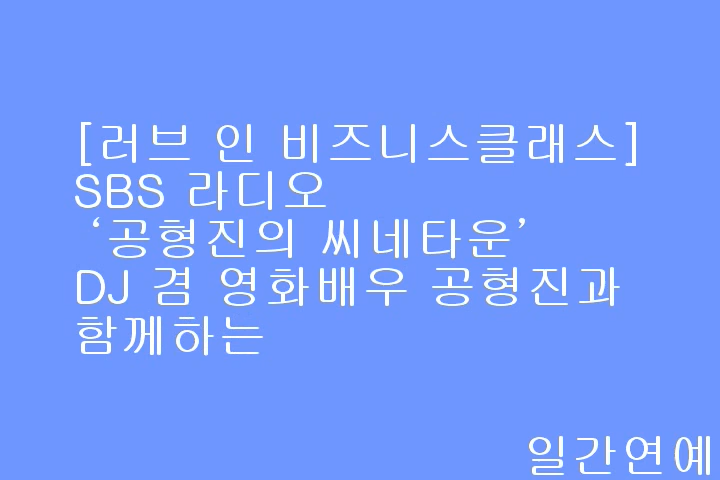 [러브 인 비즈니스클래스]
SBS 라디오
‘공형진의 씨네타운’
DJ 겸 영화배우 공형진과
함께하는
일간연예